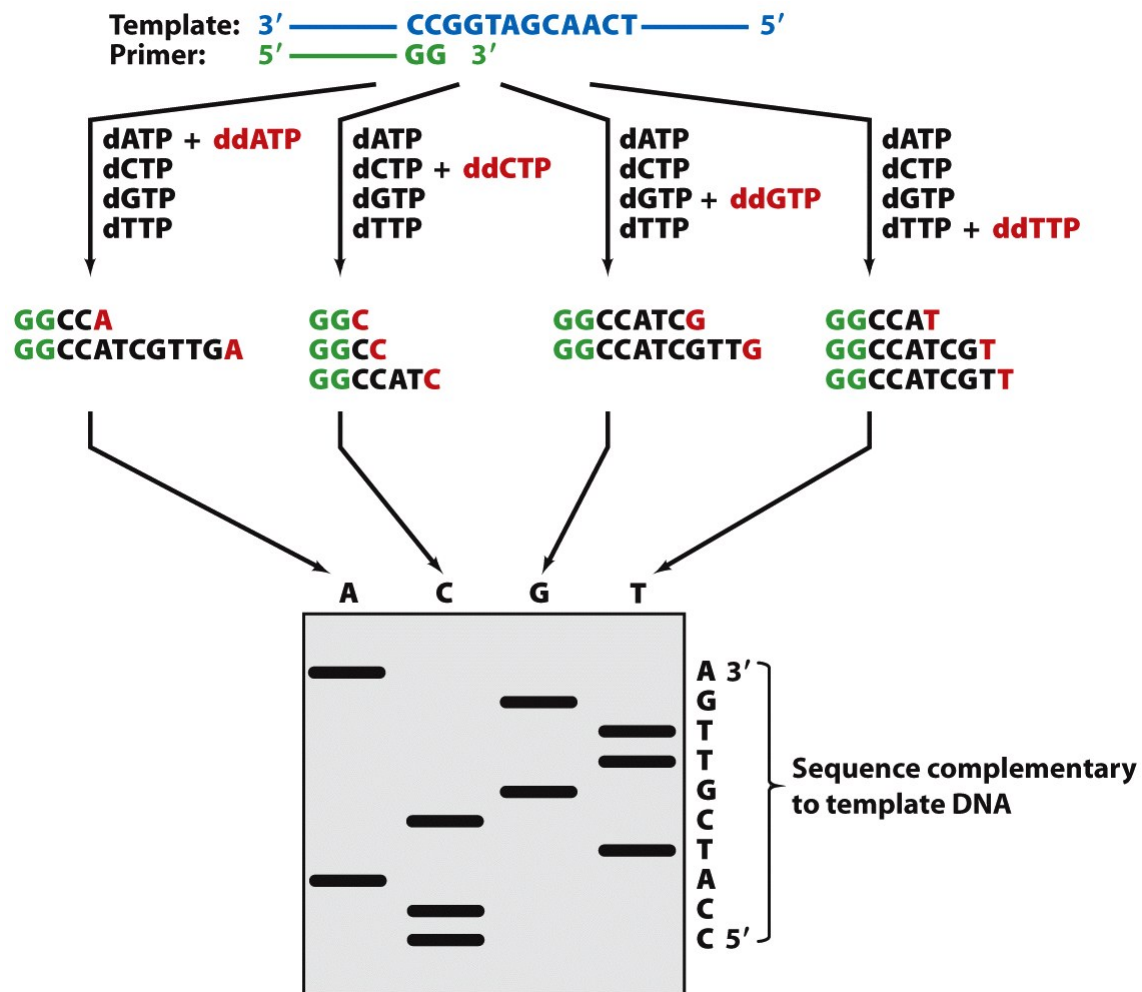 Template: 3′ CCGGTAGCAACT 5′
Primer: 5′ GG 3′
dATP + ddATP
dCTP
dGTP
dTTP
dATP
dCTP + ddCTP
dGTP
dTTP
dATP
dCTP
dGTP + ddGTP
dTTP
dATP
dCTP
dGTP
dTTP + ddTTP
GGCCA
GGCCATCGTTGA
GGC
GGCC
GGCCATC
GGCCATCG
GGCCATCGTTG
GGCCAT
GGCCATCGT
GGCCATCGTT
A C G T
A 3′
G
T
T
G
C
T
A
C
C 5′
Sequence complementary
to template DNA